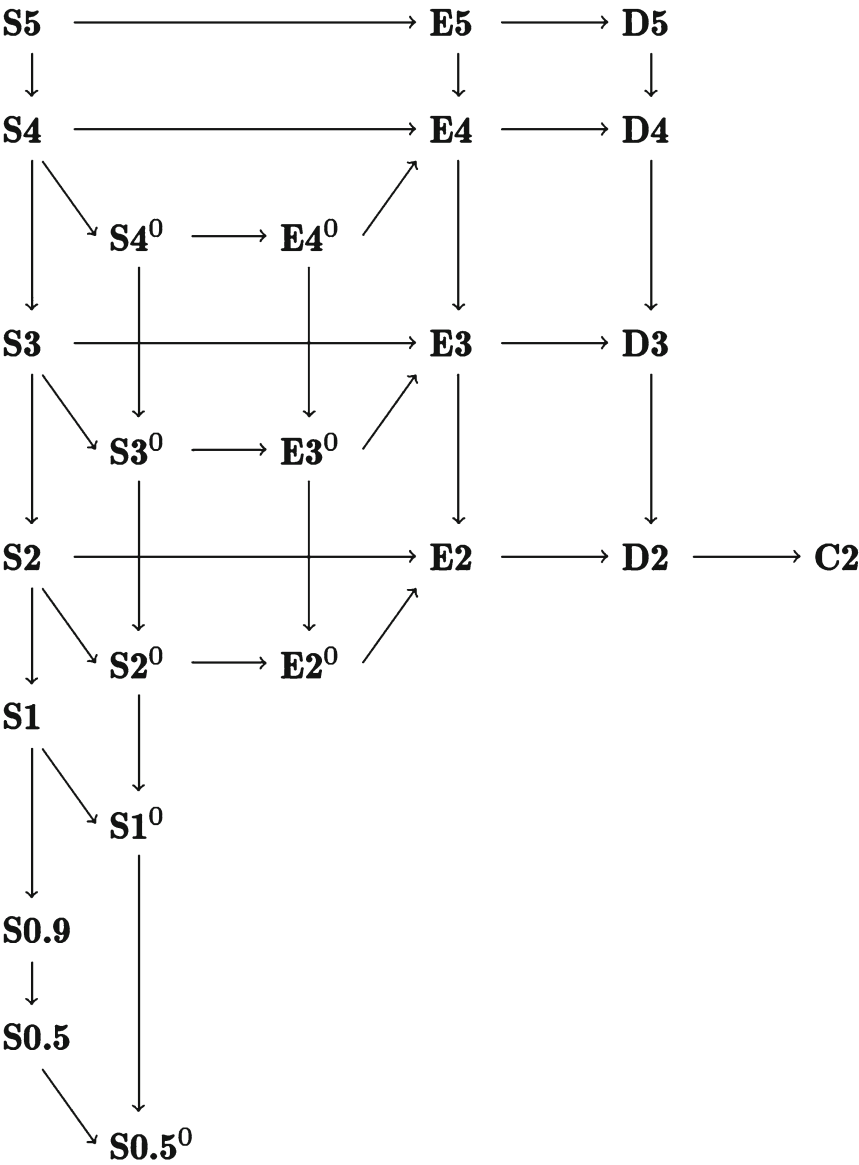 S5 E5 D5
S4 E4 D4
S4⁰ E4⁰
S3 E3 D3
S3⁰ E3⁰
S2 E2 D2 C2
S2⁰ E2⁰
S1
S1⁰
S0.9
S0.5
S0.5⁰